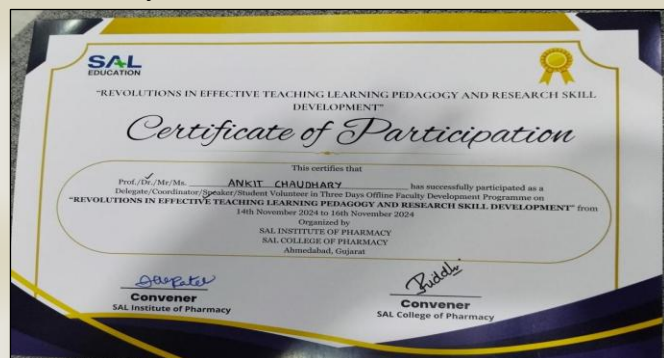 SAL
EDUCATION
"REVOLUTIONS IN EFFECTIVE TEACHING LEARNING PEDAGOGY AND RESEARCH SKILL
DEVELOPMENT"
Certificate of Participation
This certifies that
Prof./Dr./Mr/Ms. ANKIT CHAUDHARY has successfully participated as a
Delegate/Coordinator/Speaker/Student Volunteer in Three Days Offline Faculty Development Programme on
"REVOLUTIONS IN EFFECTIVE TEACHING LEARNING PEDAGOGY AND RESEARCH SKILL DEVELOPMENT" from
14th November 2024 to 16th November 2024
Organized by
SAL INSTITUTE OF PHARMACY
SAL COLLEGE OF PHARMACY
Ahmedabad, Gujarat
Convener
SAL Institute of Pharmacy
Convener
SAL College of Pharmacy